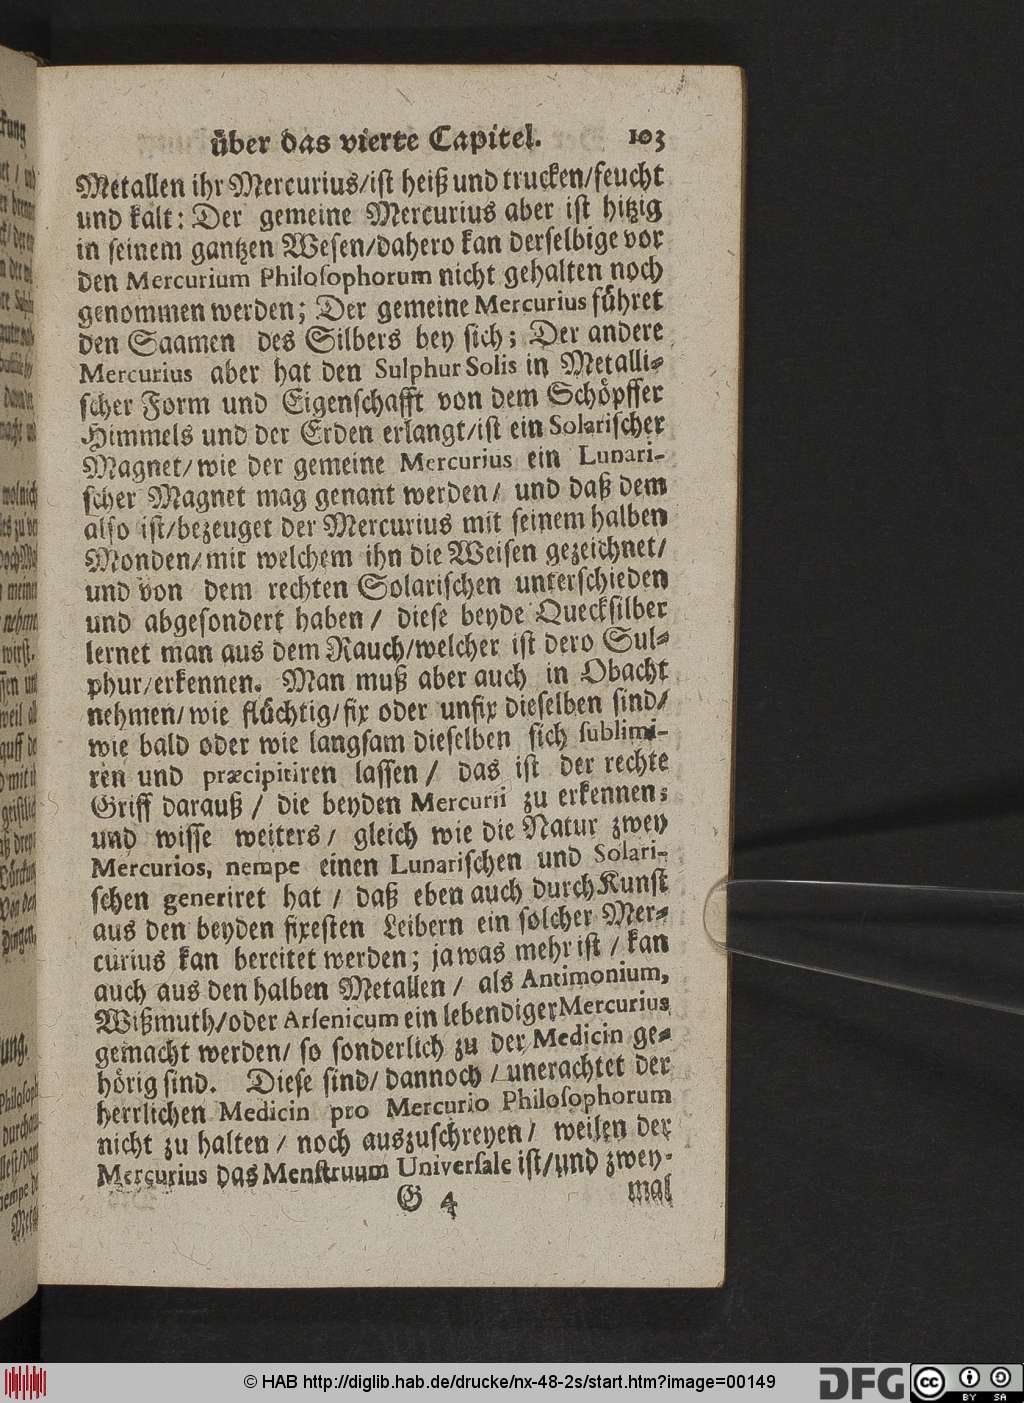 über das vierte Capitel. 103
Metallen ihr Mercurius/ist heiß und trucken/feucht
und kalt: Der gemeine Mercurius aber ist hitzig
in seinem gantzen Wesen/dahero kan derselbige vor
den Mercurium Philosophorum nicht gehalten noch
genommen werden; Der gemeine Mercurius führet
den Saamen des Silbers bey sich; Der andere
Mercurius aber hat den Sulphur Solis in Metalli-
scher Form und Eigenschafft von dem Schöpffer
Himmels und der Erden erlangt/ist ein Solarischer
Magnet/wie der gemeine Mercurius ein Lunari-
scher Magnet mag genant werden/ und daß dem
also ist/bezeuget der Mercurius mit seinem halben
Monden/mit welchem ihn die Weisen gezeichnet/
und von dem rechten Solarischen unterschieden
und abgesondert haben/ diese beyde Quecksilber
lernet man aus dem Rauch/welcher ist dero Sul-
phur/erkennen. Man muß aber auch in Obacht
nehmen/wie flüchtig/fix oder unfix dieselben sind/
wie bald oder wie langsam dieselben sich sublimi-
ren und præcipitiren lassen/ das ist der rechte
Griff darauß/ die beyden Mercurii zu erkennen;
und wisse weiters/ gleich wie die Natur zwey
Mercurios, nempe einen Lunarischen und Solari-
schen generiret hat/ daß eben auch durch Kunst
aus den beyden fixesten Leibern ein solcher Mer-
curius kan bereitet werden; ja was mehr ist/ kan
auch aus den halben Metallen/ als Antimonium,
Wißmuth/oder Arsenicum ein lebendiger Mercurius
gemacht werden/ so sonderlich zu der Medicin ge-
hörig sind. Diese sind/ dannoch/ unerachtet der
herrlichen Medicin pro Mercurio Philosophorum
nicht zu halten/ noch auszuschreyen/ weilen der
Mercurius das Menstruum Universale ist/und zwey-
G 4 mal
© HAB http://diglib.hab.de/drucke/nx-48-2s/start.htm?image=00149
DFG
cc
BY SA